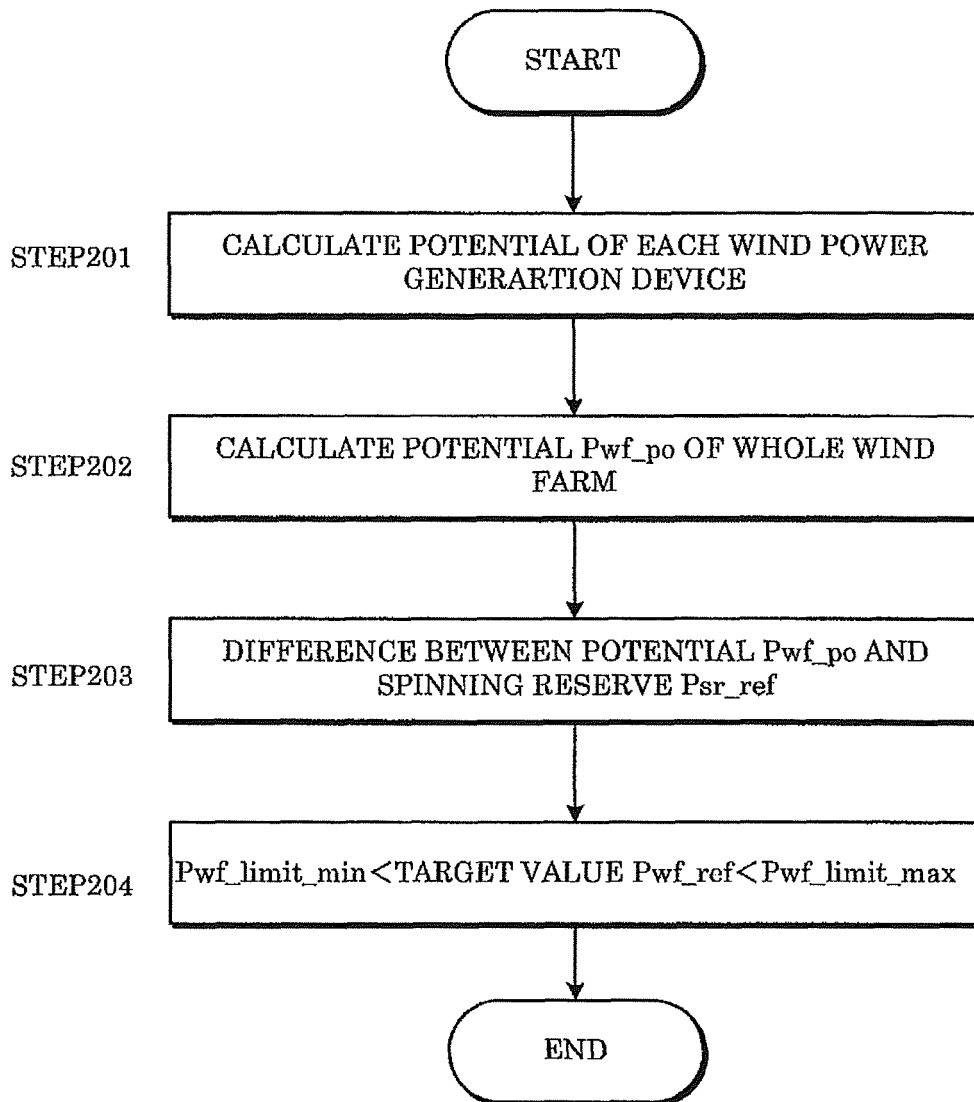 START
STEP201
CALCULATE POTENTIAL OF EACH WIND POWER
GENERARTION DEVICE
STEP202
CALCULATE POTENTIAL Pwf_po OF WHOLE WIND
FARM
STEP203
DIFFERENCE BETWEEN POTENTIAL Pwf_po AND
SPINNING RESERVE Psr_ref
STEP204
Pwf_limit_min<TARGET VALUE Pwf_ref<Pwf_limit_max
END